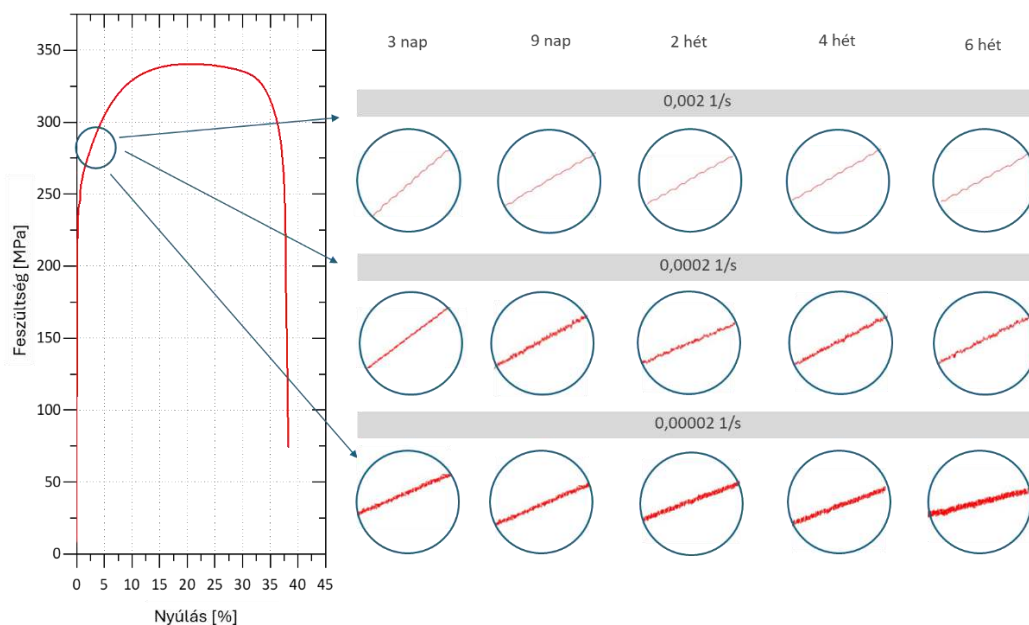 3 nap 9 nap 2 hét 4 hét 6 hét
0,002 1/s
0,0002 1/s
0,00002 1/s
Feszültség [MPa]
350
300
250
200
150
100
50
0
0 5 10 15 20 25 30 35 40 45
Nyúlás [%]